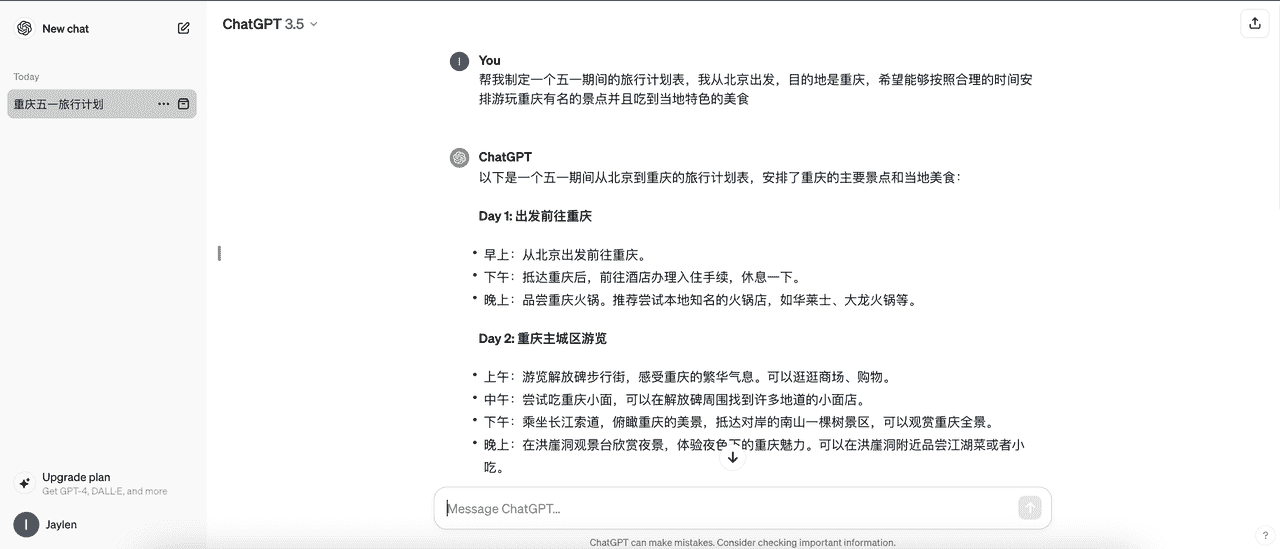 New chat
Today
重庆五一旅行计划
Upgrade plan
Get GPT-4, DALL·E, and more
I
Jaylen
ChatGPT 3.5
I
You
帮我制定一个五一期间的旅行计划表，我从北京出发，目的地是重庆，希望能够按照合理的时间安
排游玩重庆有名的景点并且吃到当地特色的美食
ChatGPT
以下是一个五一期间从北京到重庆的旅行计划表，安排了重庆的主要景点和当地美食：
Day 1: 出发前往重庆
• 早上：从北京出发前往重庆。
• 下午：抵达重庆后，前往酒店办理入住手续，休息一下。
• 晚上：品尝重庆火锅。推荐尝试本地知名的火锅店，如华莱士、大龙火锅等。
Day 2: 重庆主城区游览
• 上午：游览解放碑步行街，感受重庆的繁华气息。可以逛逛商场、购物。
• 中午：尝试吃重庆小面，可以在解放碑周围找到许多地道的小面店。
• 下午：乘坐长江索道，俯瞰重庆的美景，抵达对岸的南山一棵树景区，可以观赏重庆全景。
• 晚上：在洪崖洞观景台欣赏夜景，体验夜色下的重庆魅力。可以在洪崖洞附近品尝江湖菜或者小
吃。
Message ChatGPT...
ChatGPT can make mistakes. Consider checking important information.
?